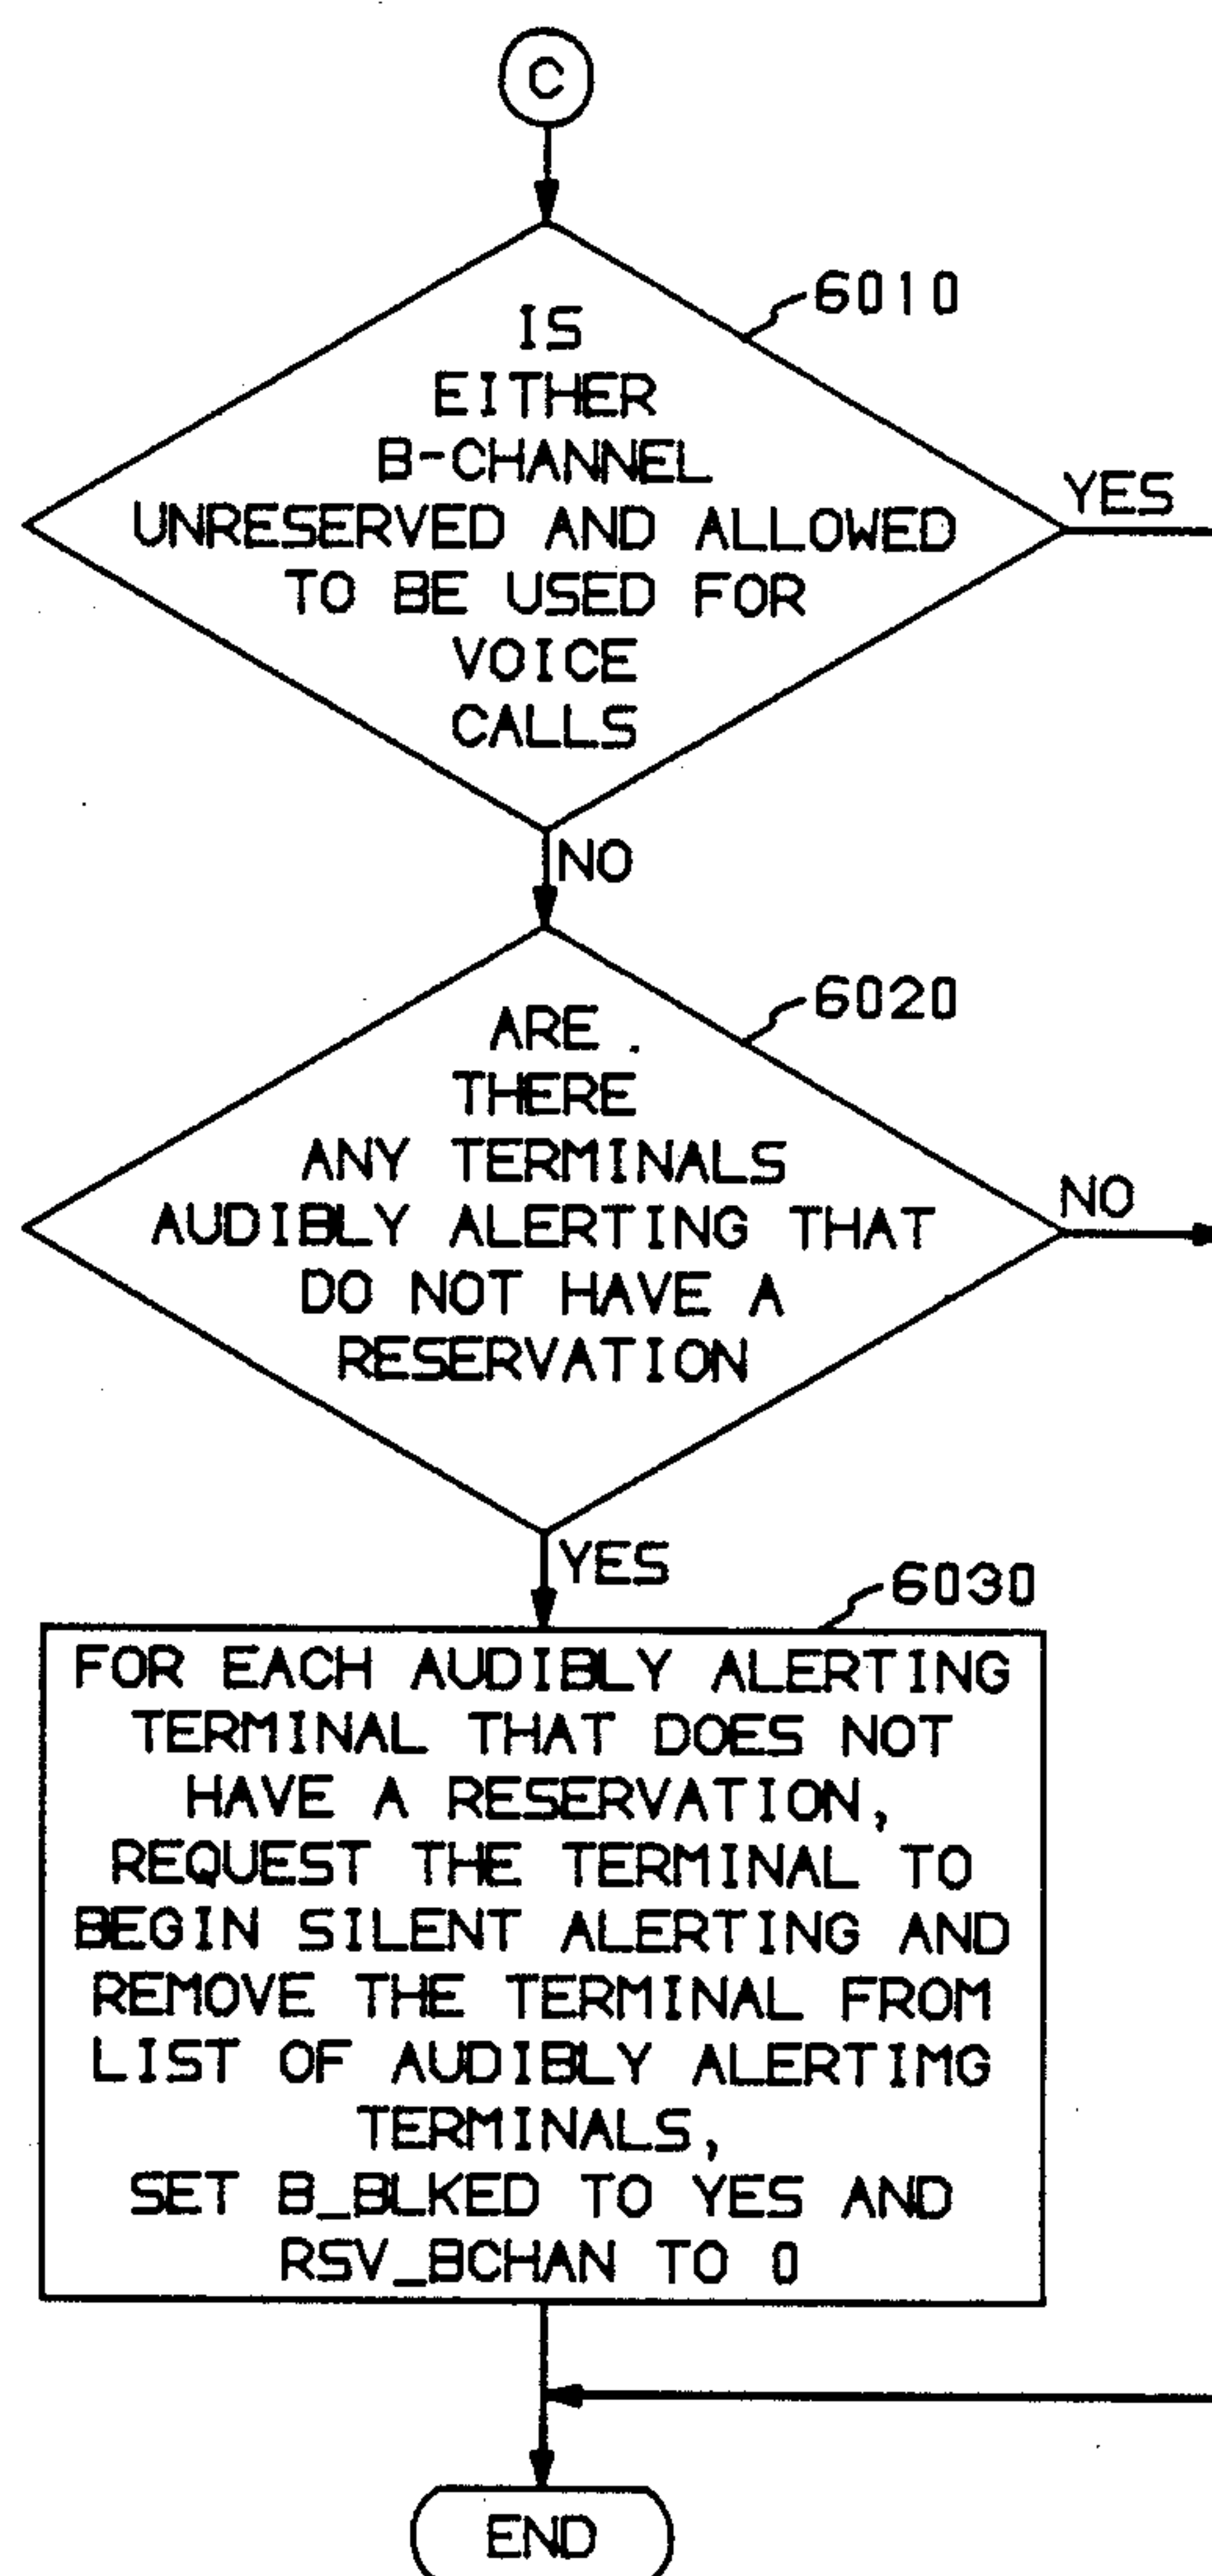 C
6010
IS
EITHER
B-CHANNEL
UNRESERVED AND ALLOWED
TO BE USED FOR
VOICE
CALLS
YES
NO
6020
ARE
THERE
ANY TERMINALS
AUDIBLY ALERTING THAT
DO NOT HAVE A
RESERVATION
NO
YES
6030
FOR EACH AUDIBLY ALERTING
TERMINAL THAT DOES NOT
HAVE A RESERVATION,
REQUEST THE TERMINAL TO
BEGIN SILENT ALERTING AND
REMOVE THE TERMINAL FROM
LIST OF AUDIBLY ALERTIMG
TERMINALS,
SET B_BLKED TO YES AND
RSV_BCHAN TO 0
END